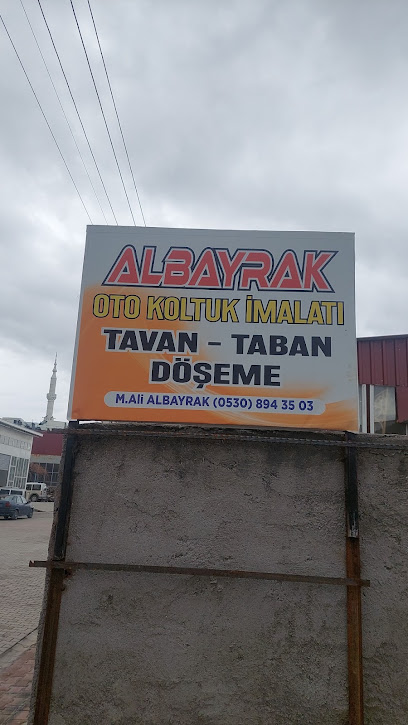 ALBAYRAK
OTO KOLTUK İMALATI
TAVAN - TABAN
DÖŞEME
M.Ali ALBAYRAK (0530) 894 35 03